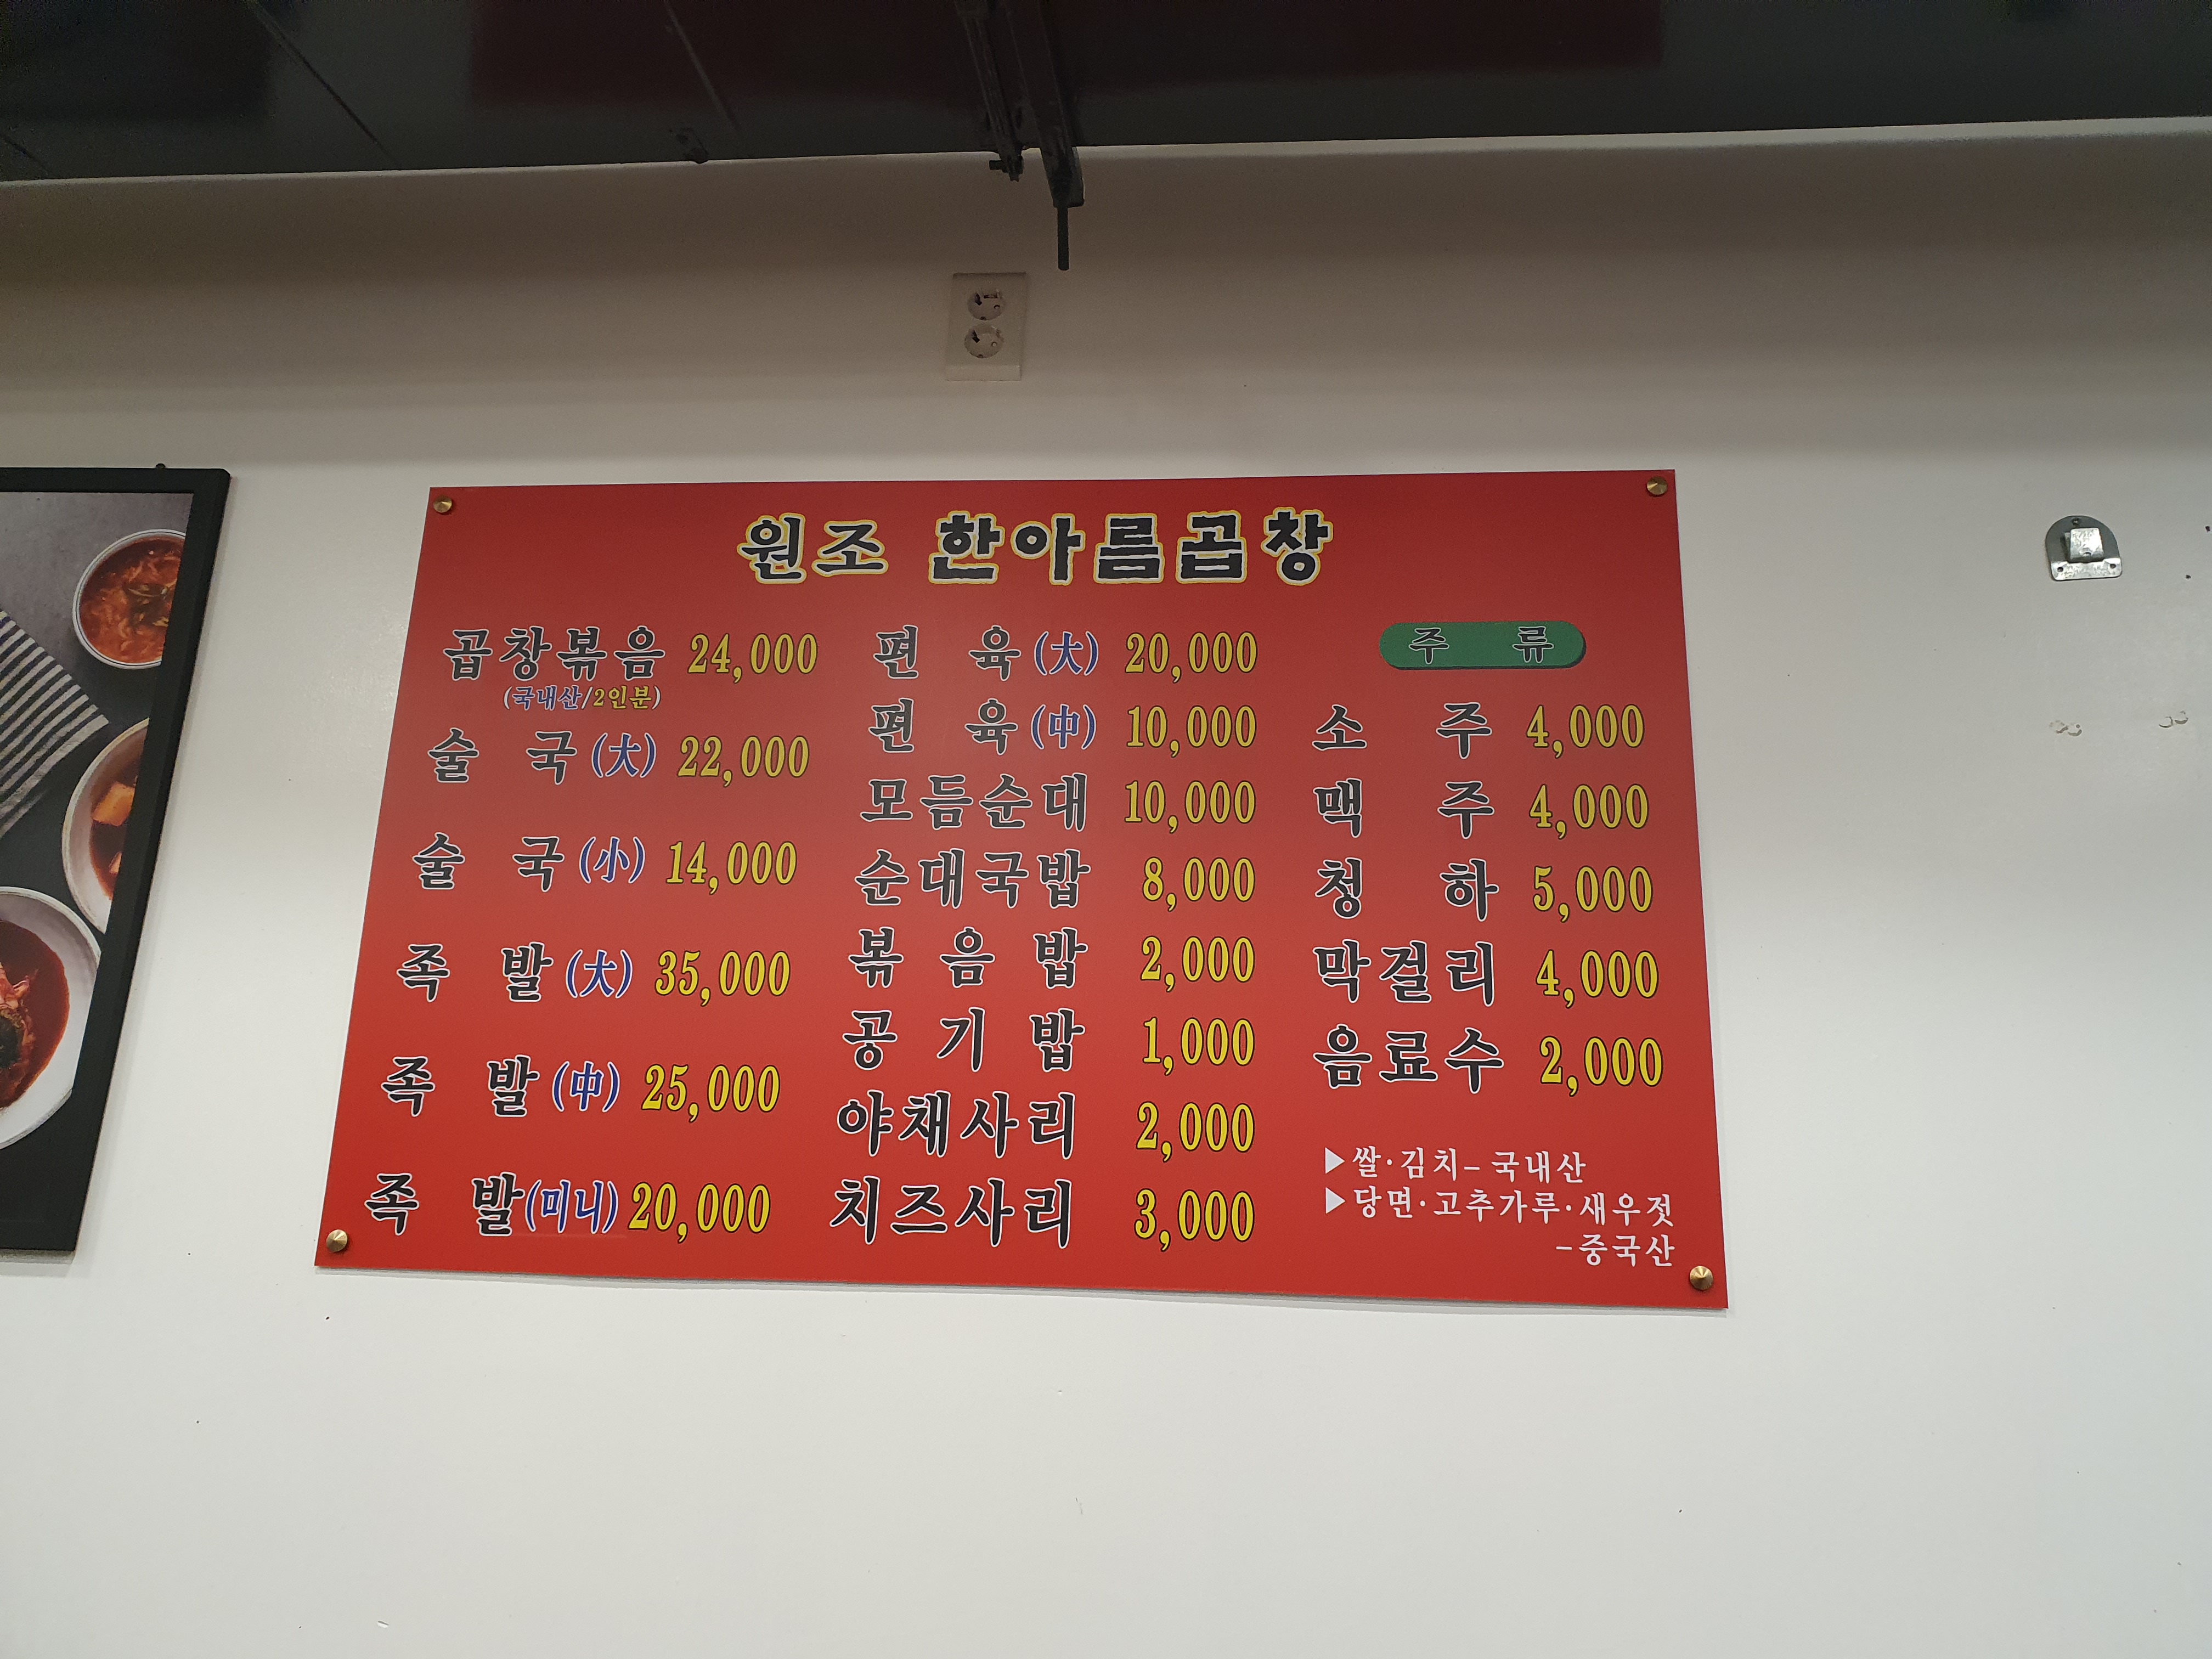 원조 한아름곱창
곱창볶음 24,000
(국내산/2인분)
술국(大) 22,000
술국(小) 14,000
족발(大) 35,000
족발(中) 25,000
족발(미니) 20,000
편육(大) 20,000
편육(中) 10,000
모듬순대 10,000
순대국밥 8,000
볶음밥 2,000
공기밥 1,000
야채사리 2,000
치즈사리 3,000
주류
소주 4,000
맥주 4,000
청하 5,000
막걸리 4,000
음료수 2,000
▶쌀·김치-국내산
▶당면·고추가루·새우젓
-중국산